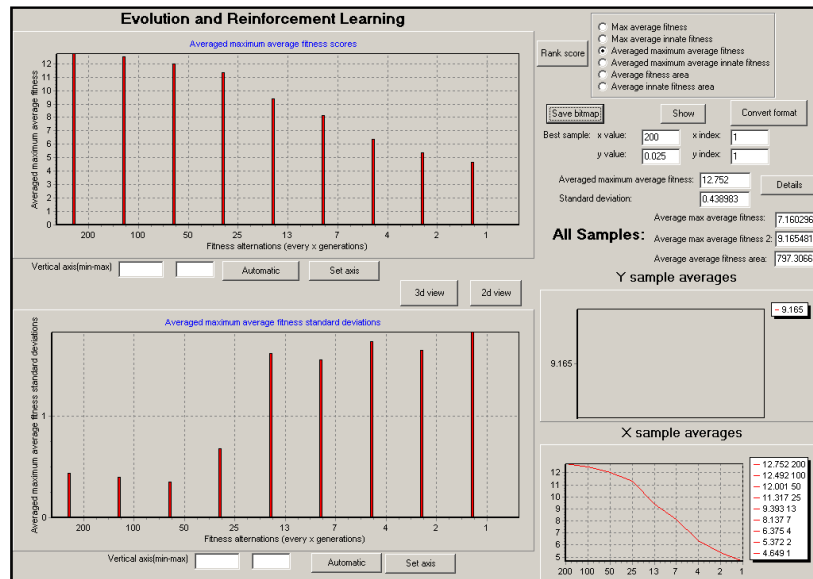 Evolution and Reinforcement Learning
Averaged maximum average fitness scores
Averaged maximum average fitness
12
11
10
9
8
7
6
5
4
3
2
1
0
200 100 50 25 13 7 4 2 1
Fitness alternations (every x generations)
Vertical axis(min-max)
Automatic
Set axis
3d view
2d view
Averaged maximum average fitness standard deviations
Averaged maximum average fitness standard deviations
1
0
200 100 50 25 13 7 4 2 1
Fitness alternations (every x generations)
Vertical axis(min-max)
Automatic
Set axis
Rank score
Max average fitness
Max average innate fitness
Averaged maximum average fitness
Averaged maximum average innate fitness
Average fitness area
Average innate fitness area
Save bitmap
Show
Convert format
Best sample: x value: 200 x index: 1
y value: 0.025 y index: 1
Averaged maximum average fitness: 12.752
Standard deviation: 0.438983
Details
All Samples:
Average max average fitness: 7.160296
Average max average fitness 2: 9.165481
Average average fitness area: 797.3066
Y sample averages
9.165
9.165
X sample averages
12
11
10
9
8
7
6
5
200 100 50 25 13 7 4 2 1
12.752 200
12.492 100
12.001 50
11.317 25
9.393 13
8.137 7
6.375 4
5.372 2
4.649 1